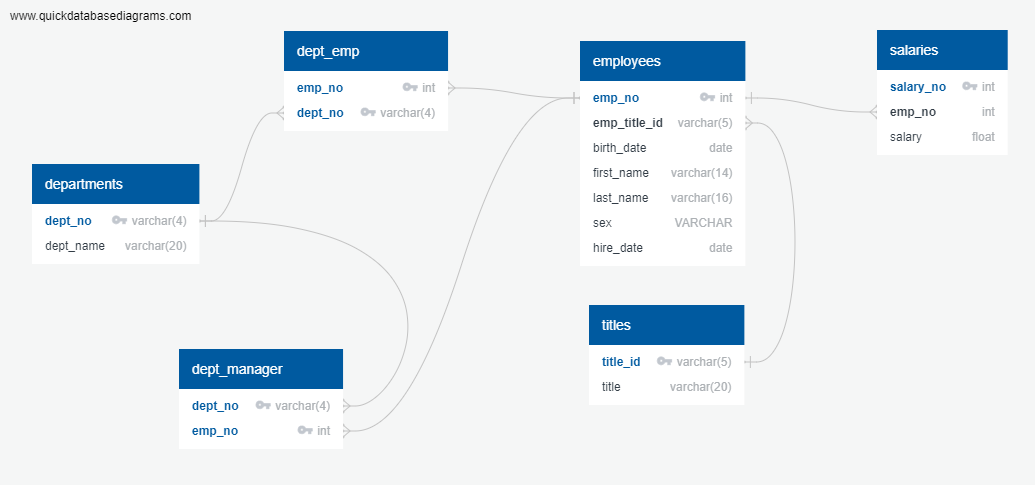 www.quickdatabasediagrams.com
dept_emp
emp_no int
dept_no varchar(4)
employees
emp_no int
emp_title_id varchar(5)
birth_date date
first_name varchar(14)
last_name varchar(16)
sex VARCHAR
hire_date date
salaries
salary_no int
emp_no int
salary float
departments
dept_no varchar(4)
dept_name varchar(20)
titles
title_id varchar(5)
title varchar(20)
dept_manager
dept_no varchar(4)
emp_no int